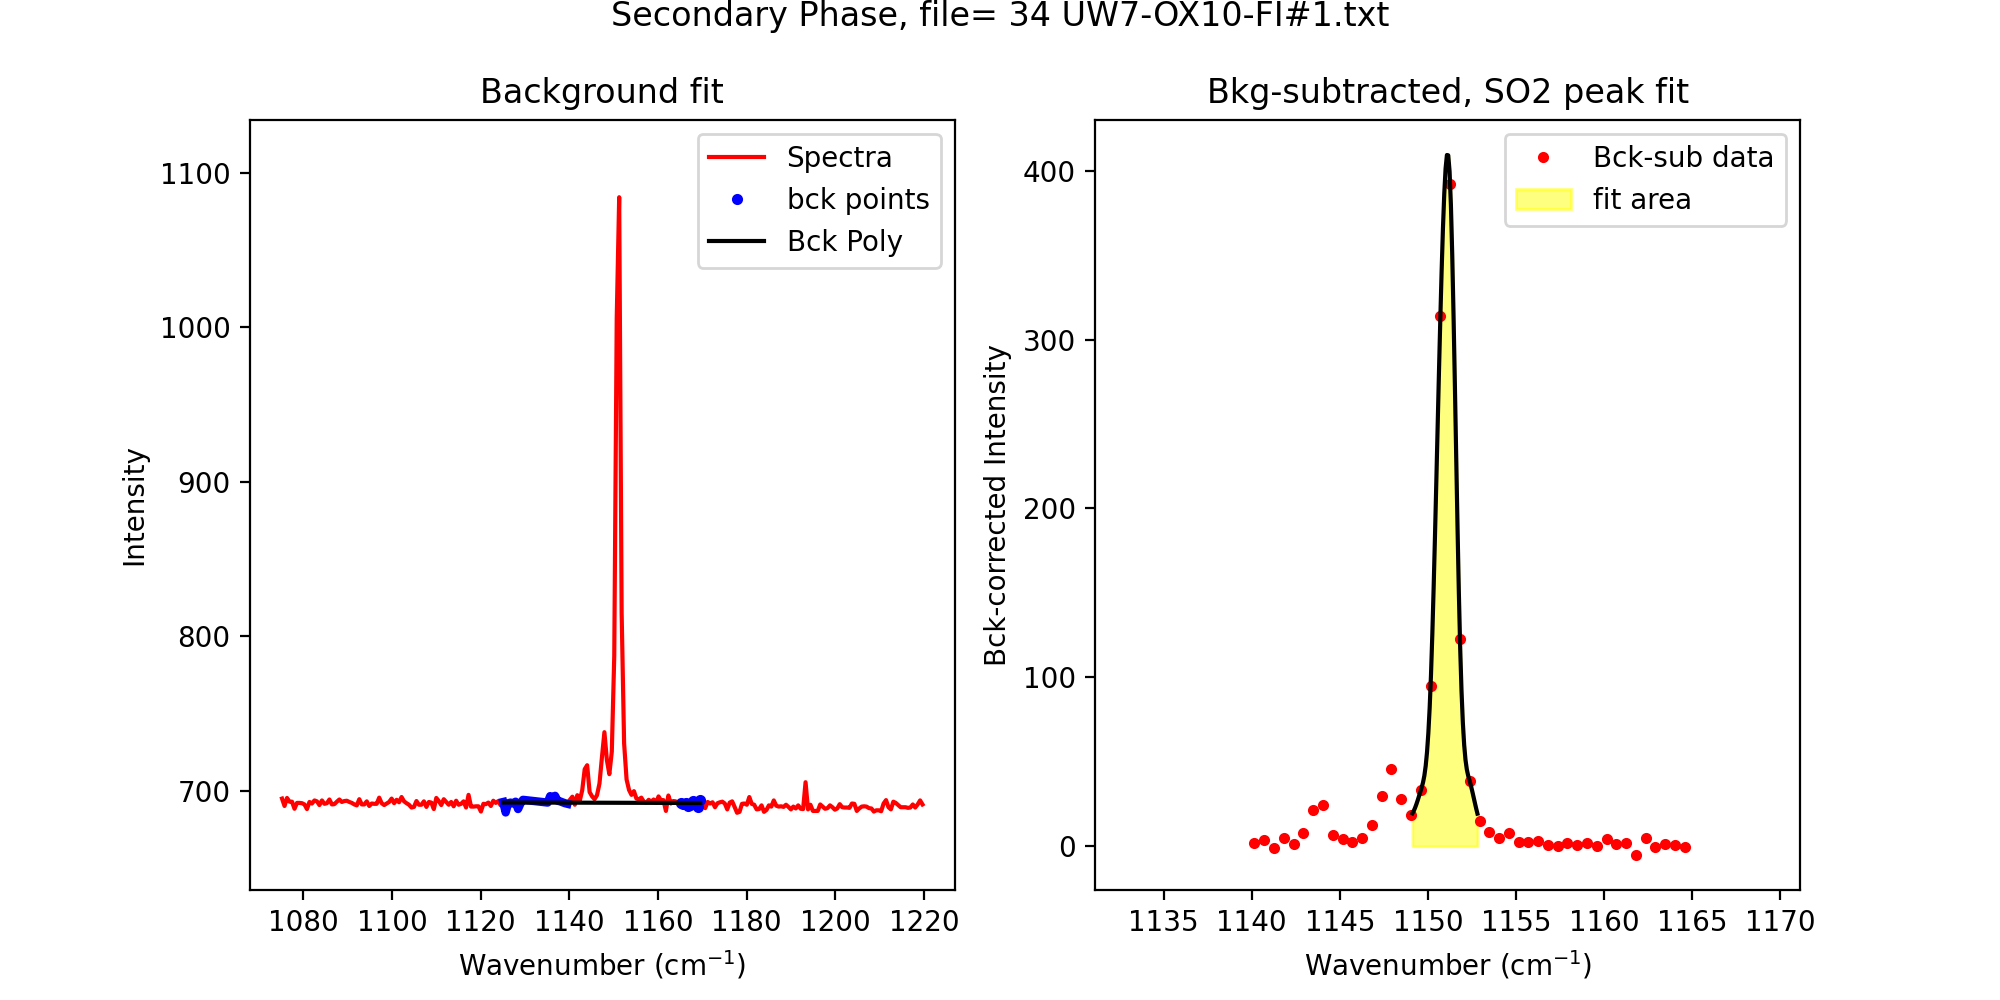 Secondary Phase, file= 34 UW7-OX10-FI#1.txt
Background fit
Spectra
bck points
Bck Poly
1100
1000
900
800
700
Intensity
1080 1100 1120 1140 1160 1180 1200 1220
Wavenumber (cm⁻¹)
Bkg-subtracted, SO2 peak fit
Bck-sub data
fit area
400
300
200
100
0
Bck-corrected Intensity
1135 1140 1145 1150 1155 1160 1165 1170
Wavenumber (cm⁻¹)